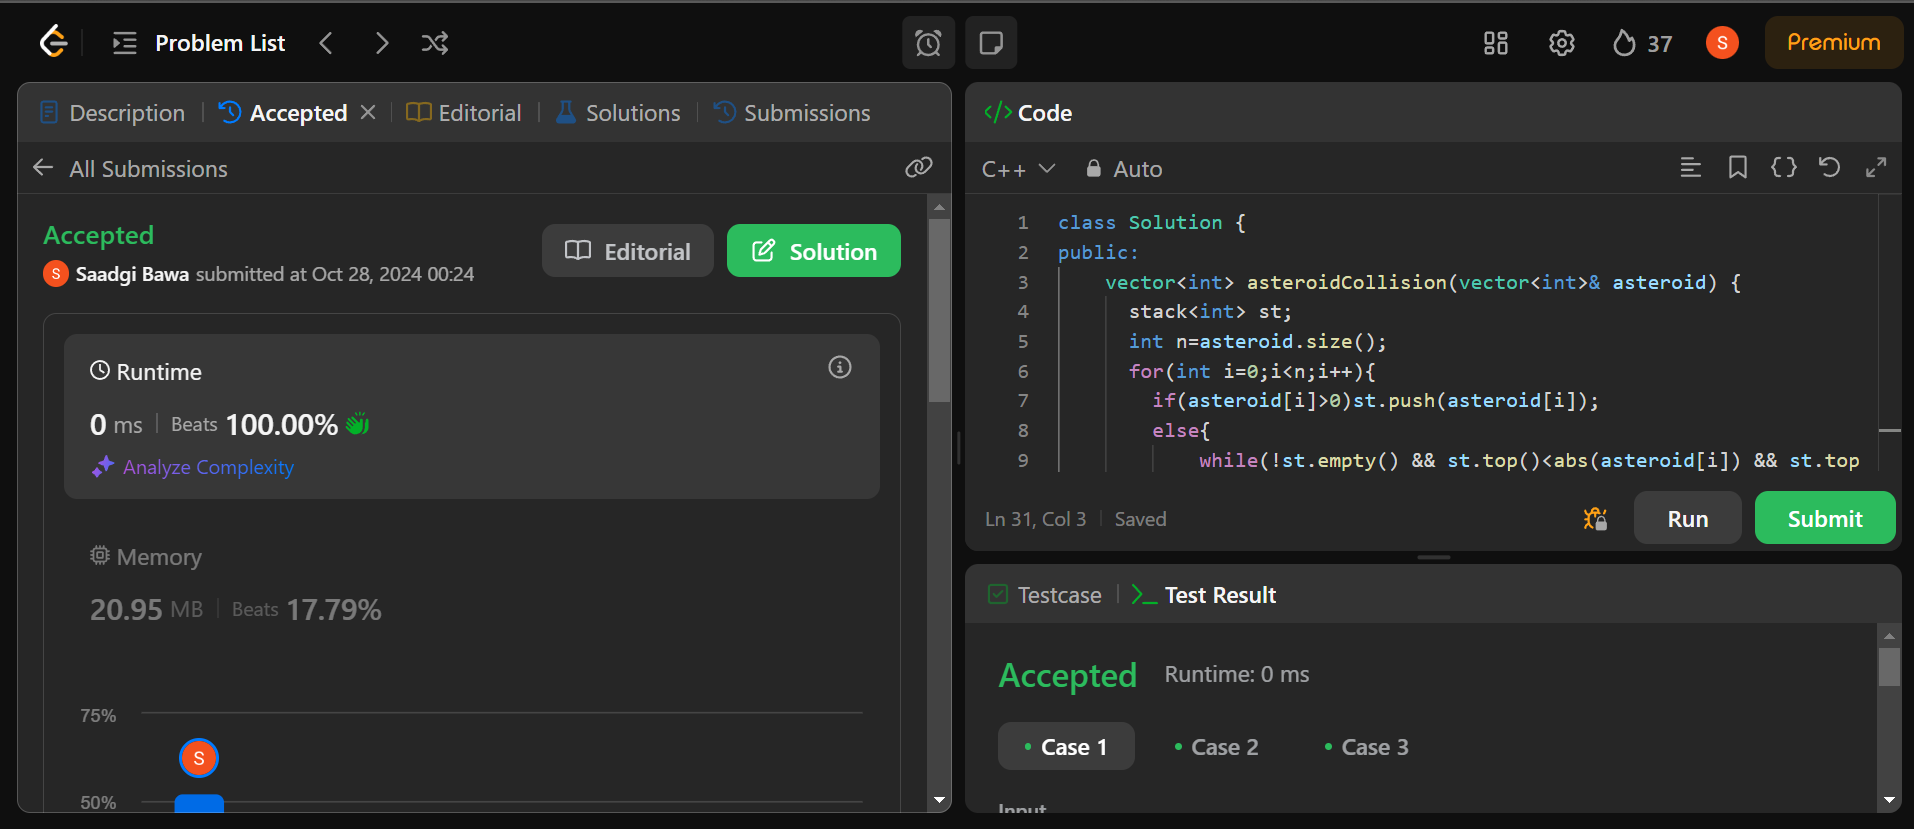 Problem List
37
S
Premium
Description
Accepted
Editorial
Solutions
Submissions
All Submissions
Accepted
S Saadgi Bawa submitted at Oct 28, 2024 00:24
Editorial
Solution
Runtime
0 ms | Beats 100.00%
Analyze Complexity
Memory
20.95 MB | Beats 17.79%
75%
S
50%
</> Code
C++
Auto
1 class Solution {
2 public:
3 vector<int> asteroidCollision(vector<int>& asteroid) {
4 stack<int> st;
5 int n=asteroid.size();
6 for(int i=0;i<n;i++){
7 if(asteroid[i]>0)st.push(asteroid[i]);
8 else{
9 while(!st.empty() && st.top()<abs(asteroid[i]) && st.top
Ln 31, Col 3 | Saved
Run
Submit
Testcase
Test Result
Accepted
Runtime: 0 ms
Case 1
Case 2
Case 3
Input